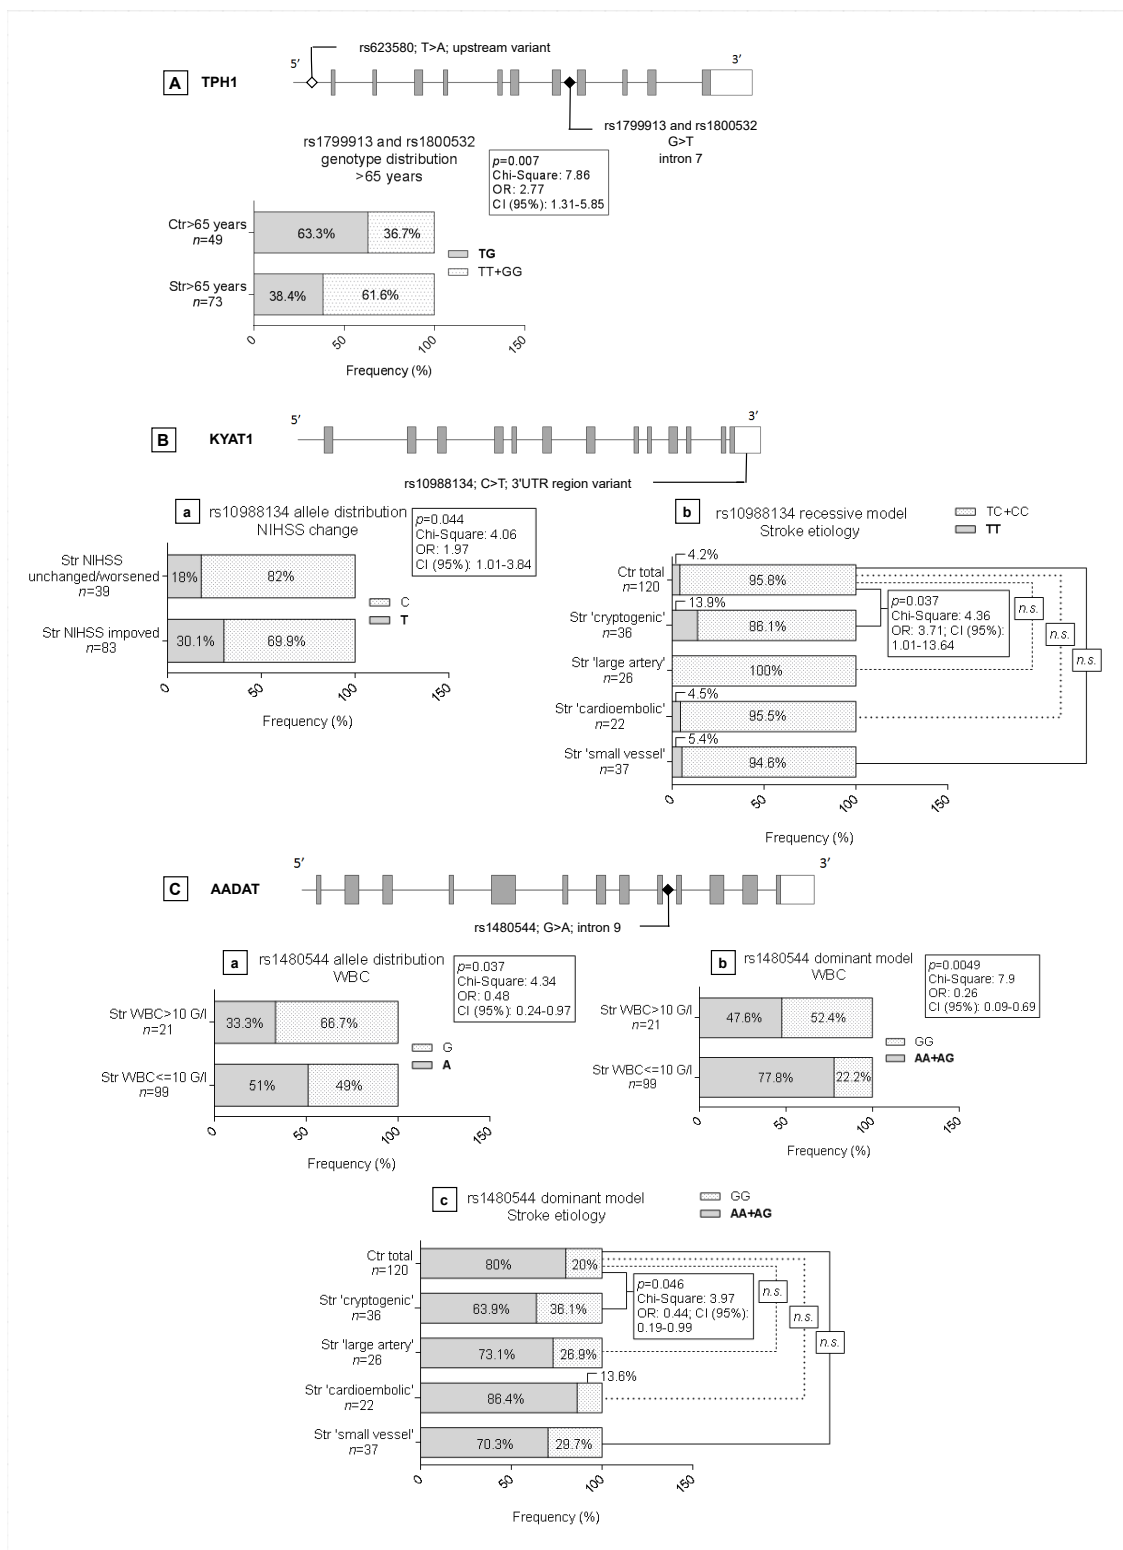 rs623580; T>A; upstream variant
5’
3’
A
TPH1
rs1799913 and rs1800532
G>T
intron 7
rs1799913 and rs1800532
genotype distribution
>65 years
p=0.007
Chi-Square: 7.86
OR: 2.77
CI (95%): 1.31-5.85
Ctr>65 years
n=49
63.3%
36.7%
TG
TT+GG
Str>65 years
n=73
38.4%
61.6%
0
50
100
150
Frequency (%)
5’
3’
B
KYAT1
rs10988134; C>T; 3'UTR region variant
a
rs10988134 allele distribution
NIHSS change
p=0.044
Chi-Square: 4.06
OR: 1.97
CI (95%): 1.01-3.84
Str NIHSS
unchanged/worsened
n=39
18%
82%
C
T
Str NIHSS impoved
n=83
30.1%
69.9%
0
50
100
150
Frequency (%)
b
rs10988134 recessive model
Stroke etiology
TC+CC
TT
4.2%
Ctr total
n=120
95.8%
13.9%
Str 'cryptogenic'
n=36
86.1%
p=0.037
Chi-Square: 4.36
OR: 3.71; CI (95%):
1.01-13.64
n.s.
n.s.
n.s.
Str 'large artery'
n=26
100%
4.5%
Str 'cardioembolic'
n=22
95.5%
5.4%
Str 'small vessel'
n=37
94.6%
0
50
100
150
Frequency (%)
5’
3’
C
AADAT
rs1480544; G>A; intron 9
a
rs1480544 allele distribution
WBC
p=0.037
Chi-Square: 4.34
OR: 0.48
CI (95%): 0.24-0.97
Str WBC>10 G/l
n=21
33.3%
66.7%
G
A
Str WBC<=10 G/l
n=99
51%
49%
0
50
100
150
Frequency (%)
b
rs1480544 dominant model
WBC
p=0.0049
Chi-Square: 7.9
OR: 0.26
CI (95%): 0.09-0.69
Str WBC>10 G/l
n=21
47.6%
52.4%
GG
AA+AG
Str WBC<=10 G/l
n=99
77.8%
22.2%
0
50
100
150
Frequency (%)
c
rs1480544 dominant model
Stroke etiology
GG
AA+AG
Ctr total
n=120
80%
20%
Str 'cryptogenic'
n=36
63.9%
36.1%
p=0.046
Chi-Square: 3.97
OR: 0.44; CI (95%):
0.19-0.99
n.s.
n.s.
n.s.
Str 'large artery'
n=26
73.1%
26.9%
13.6%
Str 'cardioembolic'
n=22
86.4%
Str 'small vessel'
n=37
70.3%
29.7%
0
50
100
150
Frequency (%)